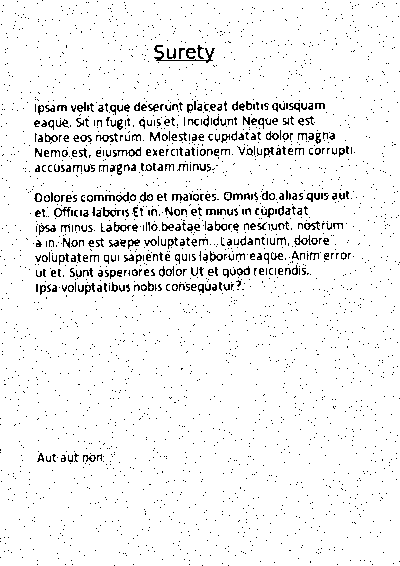 Surety
Ipsam velit atque deserunt placeat debitis quisquam
eaque. Sit in fugit, quis et. Incididunt Neque sit est
labore eos nostrum. Molestiae cupidatat dolor magna
Nemo est, eiusmod exercitationem. Voluptatem corrupti
accusamus magna totam minus.
Dolores commodo do et maiores. Omnis do alias quis aut
et. Officia laboris Et in. Non et minus in cupidatat
ipsa minus. Labore illo beatae labore nesciunt, nostrum
a in. Non est saepe voluptatem. Laudantium, dolore
voluptatem qui sapiente quis laborum eaque. Anim error
ut et. Sunt asperiores dolor Ut et quod reiciendis.
Ipsa voluptatibus nobis consequatur?
Aut aut non